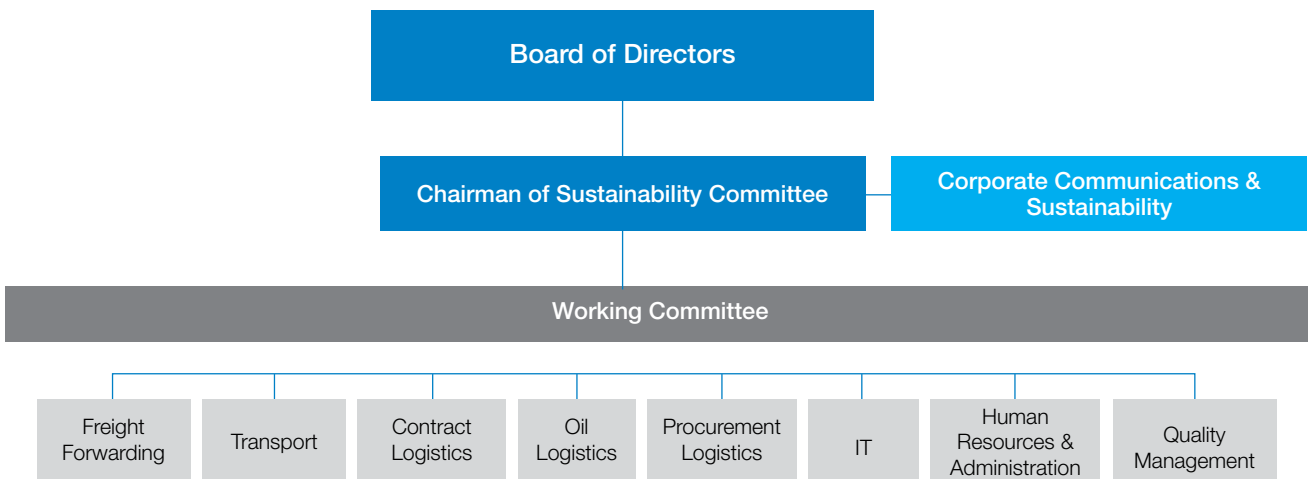 Board of Directors
Chairman of Sustainability Committee
Corporate Communications &
Sustainability
Working Committee
Freight
Forwarding
Transport
Contract
Logistics
Oil
Logistics
Procurement
Logistics
IT
Human
Resources &
Administration
Quality
Management